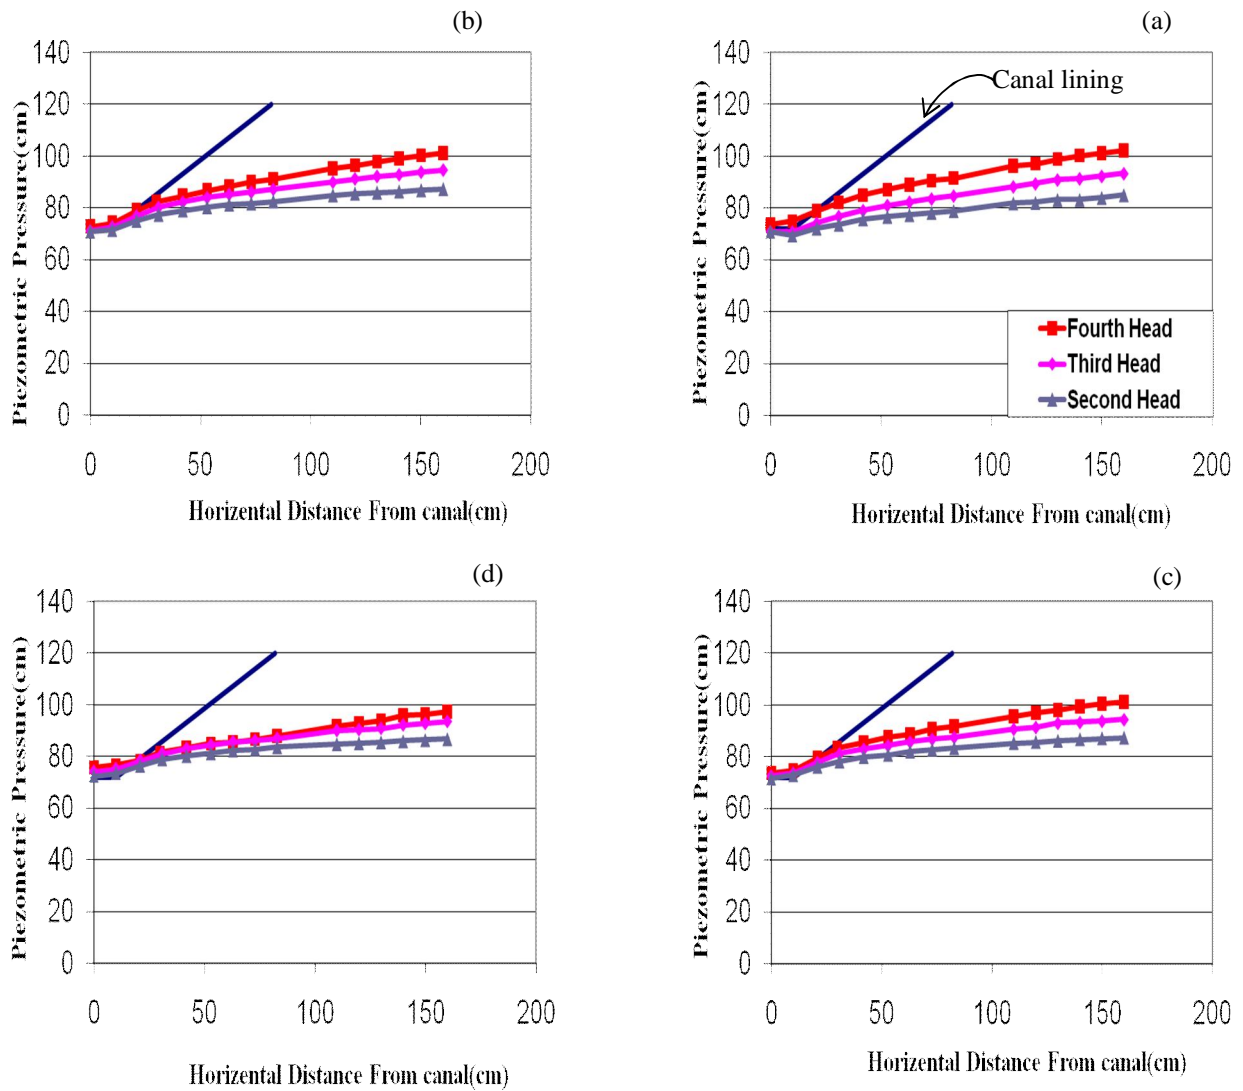 (b)
140
120
100
80
60
40
20
0
Piezometric Pressure(cm)
0 50 100 150 200
Horizental Distance From canal(cm)
(a)
140
120
100
80
60
40
20
0
Piezometric Pressure(cm)
Canal lining
Fourth Head
Third Head
Second Head
0 50 100 150 200
Horizental Distance From canal(cm)
(d)
140
120
100
80
60
40
20
0
Piezometric Pressure(cm)
0 50 100 150 200
Horizental Distance From canal(cm)
(c)
140
120
100
80
60
40
20
0
Piezometric Pressure(cm)
0 50 100 150 200
Horizental Distance From canal(cm)